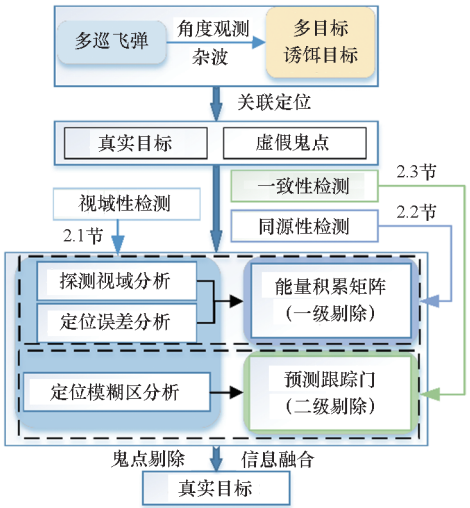 多巡飞弹
角度观测
杂波
多目标
诱饵目标
关联定位
真实目标
虚假鬼点
一致性检测
2.3节
视域性检测
同源性检测
2.2节
2.1节
探测视域分析
定位误差分析
能量积累矩阵
（一级剔除）
定位模糊区分析
预测跟踪门
（二级剔除）
鬼点剔除
信息融合
真实目标